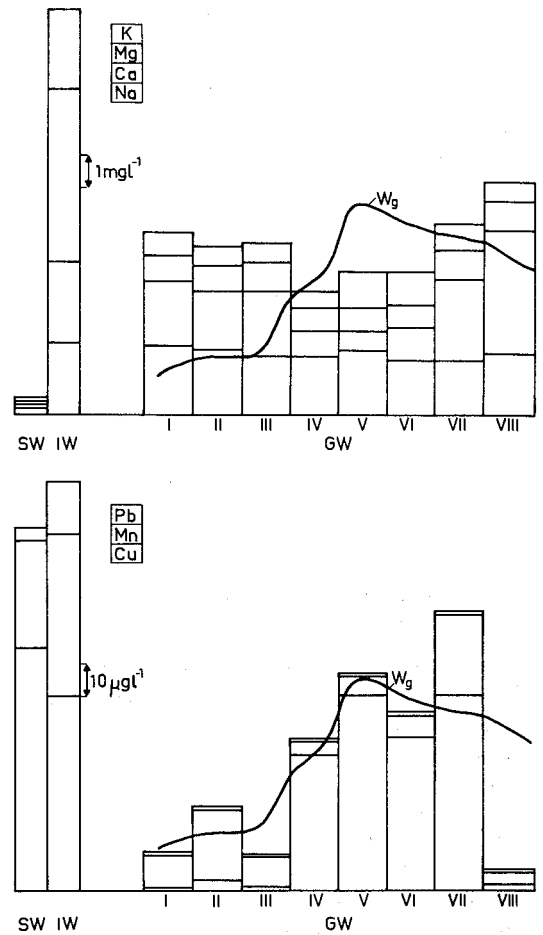 K
Mg
Ca
Na
1mgl⁻¹
Wg
I II III IV V VI VII VIII
SW IW GW
Pb
Mn
Cu
10 µgl⁻¹
Wg
I II III IV V VI VII VIII
SW IW GW